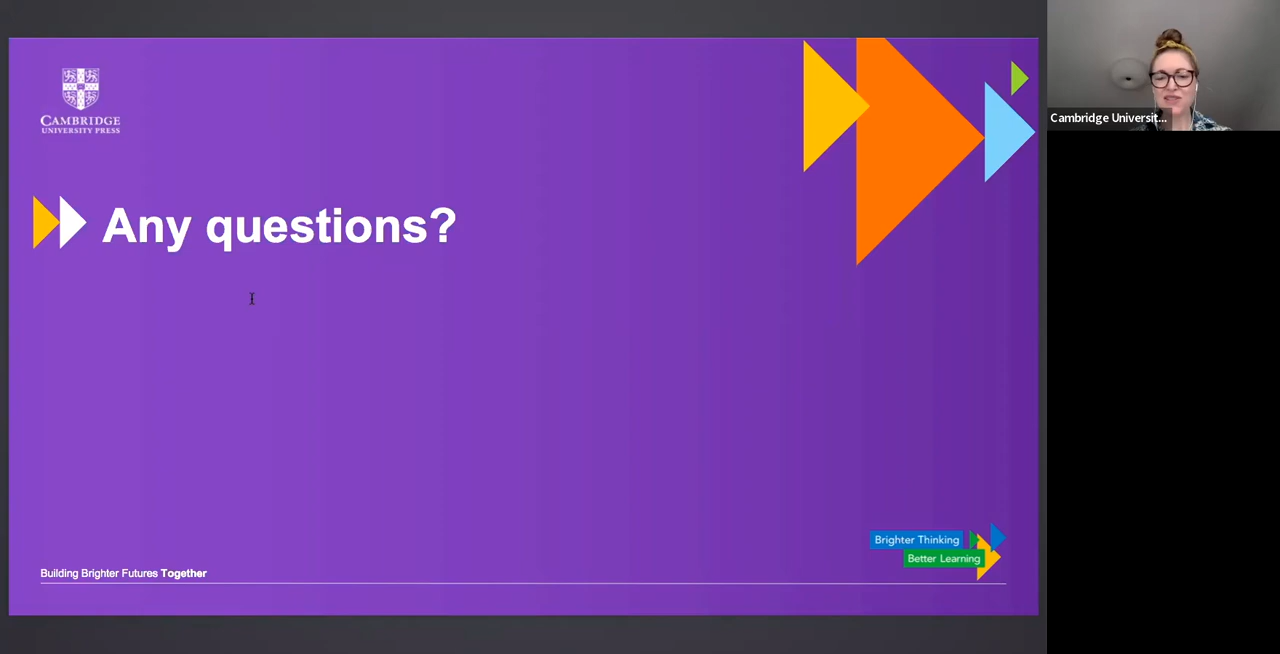 CAMBRIDGE
UNIVERSITY PRESS
Any questions?
Brighter Thinking
Better Learning
Building Brighter Futures Together
Cambridge Universit...